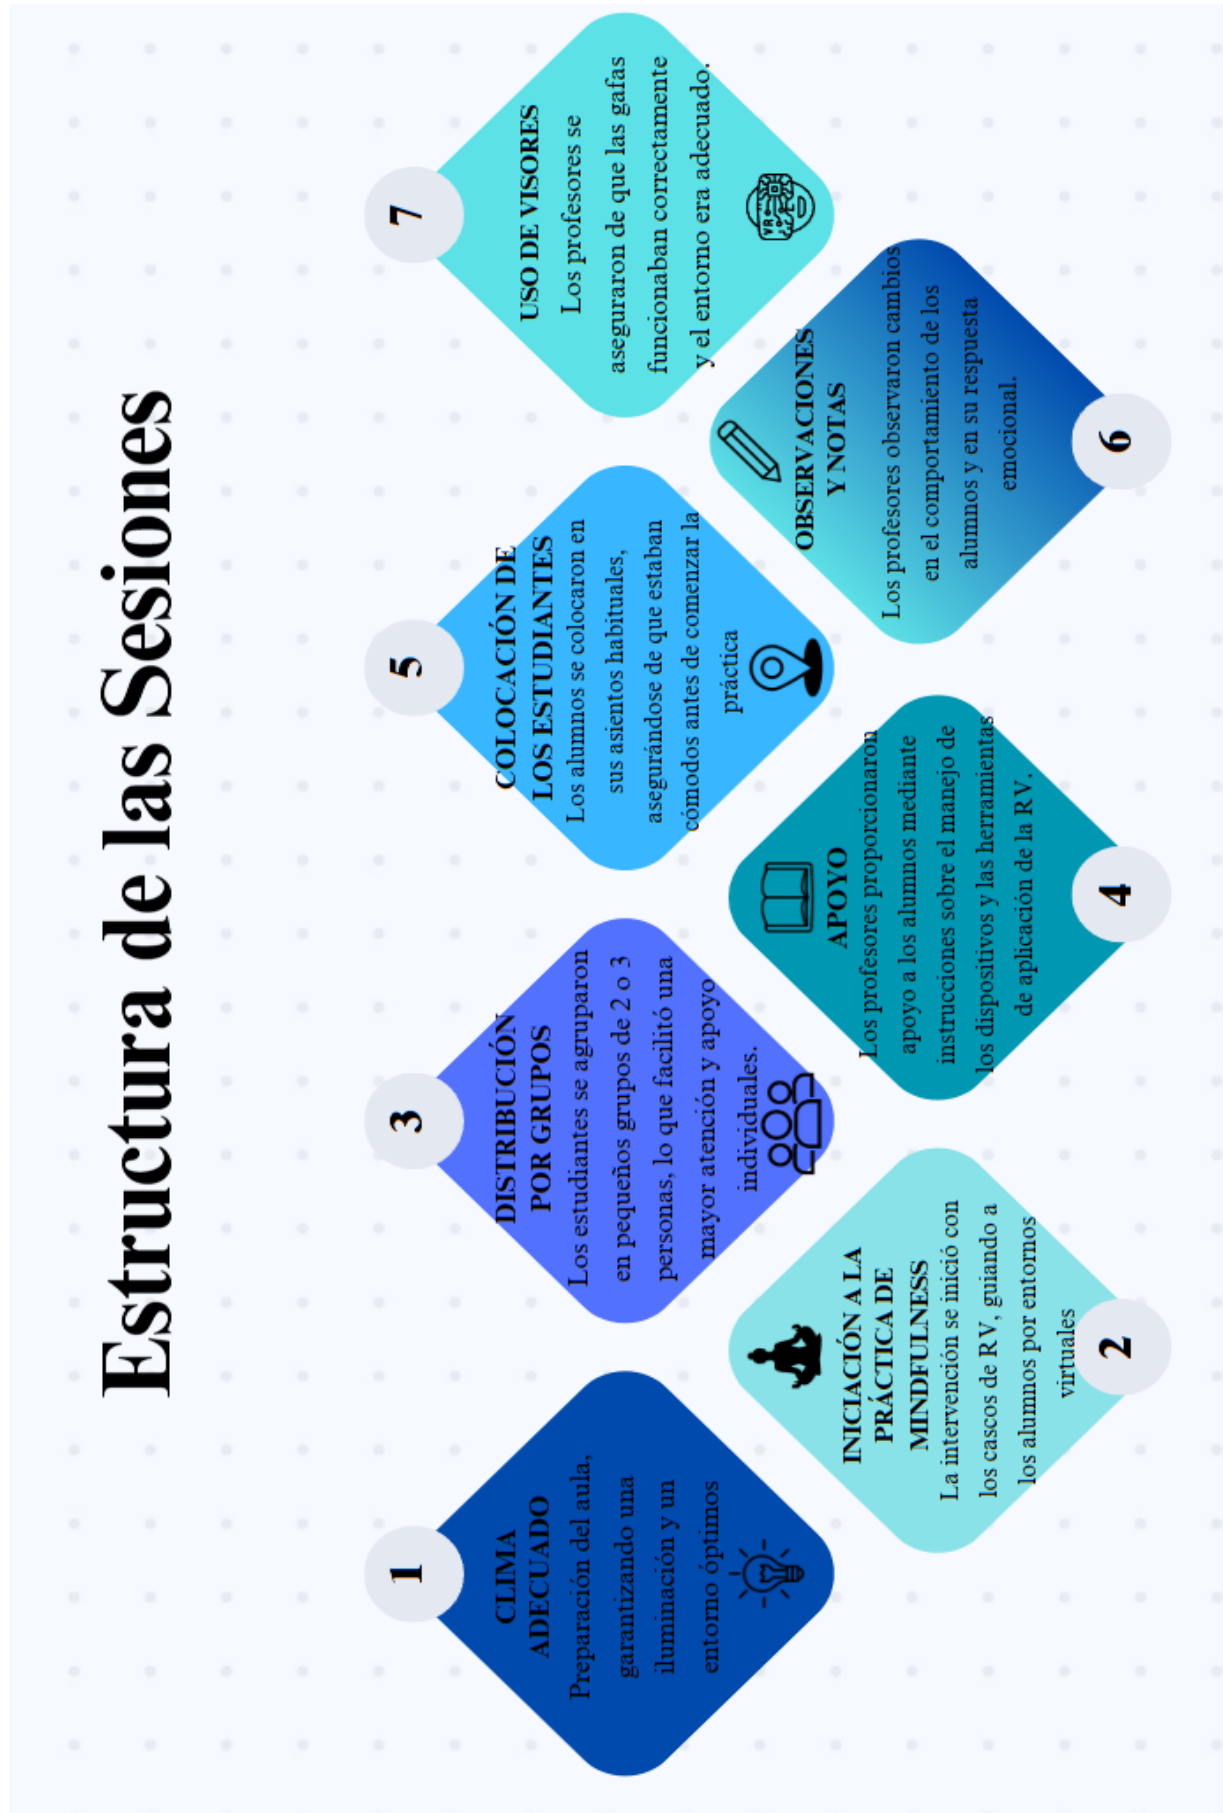 Estructura de las Sesiones
1
CLIMA
ADECUADO
Preparación del aula,
garantizando una
iluminación y un
entorno óptimos
2
INICIACIÓN A LA
PRÁCTICA DE
MINDFULNESS
La intervención se inició con
los cascos de RV, guiando a
los alumnos por entornos
virtuales
3
DISTRIBUCIÓN
POR GRUPOS
Los estudiantes se agruparon
en pequeños grupos de 2 o 3
personas, lo que facilitó una
mayor atención y apoyo
individuales.
4
APOYO
Los profesores proporcionaron
apoyo a los alumnos mediante
instrucciones sobre el manejo de
los dispositivos y las herramientas
de aplicación de la RV.
5
COLOCACIÓN DE
LOS ESTUDIANTES
Los alumnos se colocaron en
sus asientos habituales,
asegurándose de que estaban
cómodos antes de comenzar la
práctica
6
OBSERVACIONES
Y NOTAS
Los profesores observaron cambios
en el comportamiento de los
alumnos y en su respuesta
emocional.
7
USO DE VISORES
Los profesores se
aseguraron de que las gafas
funcionaban correctamente
y el entorno era adecuado.
VR